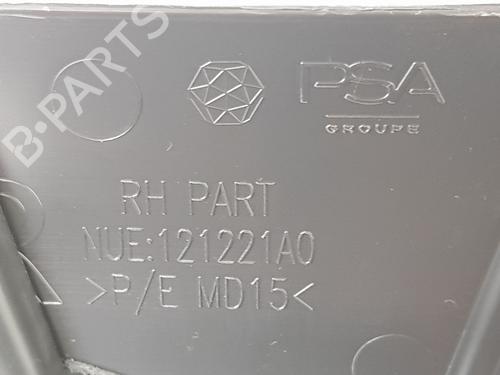 B-PARTS
PSA
GROUPE
RH PART
NUE:121221A0
>P/E MD15<